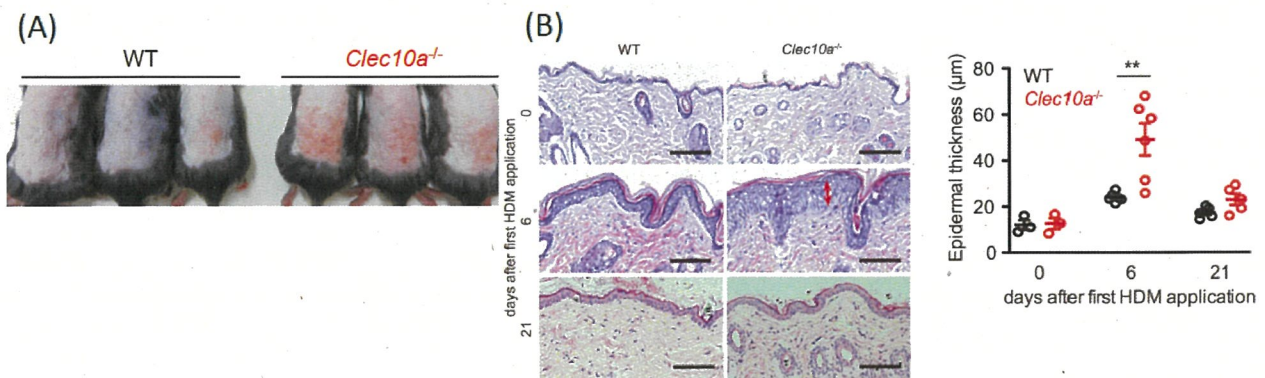 (A)
WT
Clec10a-/-
(B)
WT
Clec10a-/-
days after first HDM application
0
6
21
Epidermal thickness (μm)
80
60
40
20
0
WT
Clec10a-/-
**
0
6
21
days after first HDM application